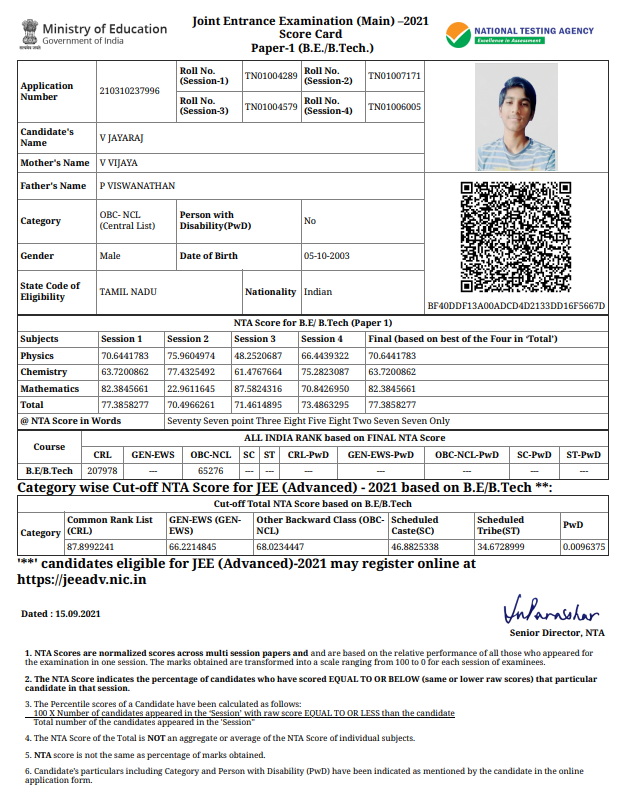 Ministry of Education
Government of India
Joint Entrance Examination (Main) –2021
Score Card
Paper-1 (B.E./B.Tech.)
NATIONAL TESTING AGENCY
Excellence in Assessment
Application Number 210310237996 Roll No. (Session-1) TN01004289 Roll No. (Session-2) TN01007171
Roll No. (Session-3) TN01004579 Roll No. (Session-4) TN01006005
Candidate's Name V JAYARAJ
Mother's Name V VIJAYA
Father's Name P VISWANATHAN
Category OBC- NCL (Central List) Person with Disability(PwD) No
Gender Male Date of Birth 05-10-2003
State Code of Eligibility TAMIL NADU Nationality Indian
BF40DDF13A00ADCD4D2133DD16F5667D
NTA Score for B.E/ B.Tech (Paper 1)
Subjects Session 1 Session 2 Session 3 Session 4 Final (based on best of the Four in ‘Total’)
Physics 70.6441783 75.9604974 48.2520687 66.4439322 70.6441783
Chemistry 63.7200862 77.4325492 61.4767664 75.2823087 63.7200862
Mathematics 82.3845661 22.9611645 87.5824316 70.8426950 82.3845661
Total 77.3858277 70.4966261 71.4614895 73.4863295 77.3858277
@ NTA Score in Words Seventy Seven point Three Eight Five Eight Two Seven Seven Only
Course ALL INDIA RANK based on FINAL NTA Score
CRL GEN-EWS OBC-NCL SC ST CRL-PwD GEN-EWS-PwD OBC-NCL-PwD SC-PwD ST-PwD
B.E/B.Tech 207978 --- 65276 --- --- --- --- --- --- ---
Category wise Cut-off NTA Score for JEE (Advanced) - 2021 based on B.E/B.Tech **:
Cut-off Total NTA Score based on B.E/B.Tech
Category Common Rank List (CRL) GEN-EWS (GEN-EWS) Other Backward Class (OBC-NCL) Scheduled Caste(SC) Scheduled Tribe(ST) PwD
87.8992241 66.2214845 68.0234447 46.8825338 34.6728999 0.0096375
'**' candidates eligible for JEE (Advanced)-2021 may register online at
https://jeeadv.nic.in
Dated : 15.09.2021
Senior Director, NTA
1. NTA Scores are normalized scores across multi session papers and and are based on the relative performance of all those who appeared for
the examination in one session. The marks obtained are transformed into a scale ranging from 100 to 0 for each session of examinees.
2. The NTA Score indicates the percentage of candidates who have scored EQUAL TO OR BELOW (same or lower raw scores) that particular
candidate in that session.
3. The Percentile scores of a Candidate have been calculated as follows:
100 X Number of candidates appeared in the 'Session' with raw score EQUAL TO OR LESS than the candidate
Total number of the candidates appeared in the 'Session"
4. The NTA Score of the Total is NOT an aggregate or average of the NTA Score of individual subjects.
5. NTA score is not the same as percentage of marks obtained.
6. Candidate's particulars including Category and Person with Disability (PwD) have been indicated as mentioned by the candidate in the online
application form.